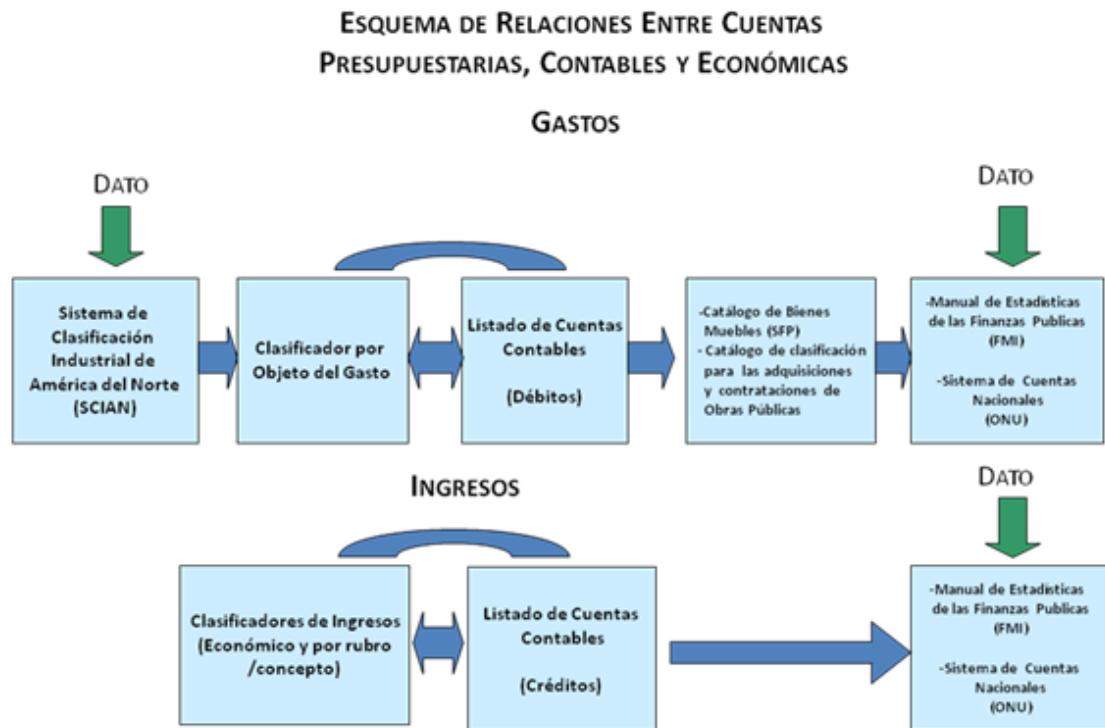 ESQUEMA DE RELACIONES ENTRE CUENTAS
PRESUPUESTARIAS, CONTABLES Y ECONÓMICAS
GASTOS
DATO
DATO
Sistema de
Clasificación
Industrial de
América del Norte
(SCIAN)
Clasificador por
Objeto del Gasto
Listado de Cuentas
Contables
(Débitos)
-Catálogo de Bienes
Muebles (SFP)
- Catálogo de clasificación
para las adquisiciones
y contrataciones de
Obras Públicas
-Manual de Estadísticas
de las Finanzas Publicas
(FMI)
-Sistema de Cuentas
Nacionales
(ONU)
INGRESOS
DATO
Clasificadores de Ingresos
(Económico y por rubro
/concepto)
Listado de Cuentas
Contables
(Créditos)
-Manual de Estadísticas
de las Finanzas Publicas
(FMI)
-Sistema de Cuentas
Nacionales
(ONU)